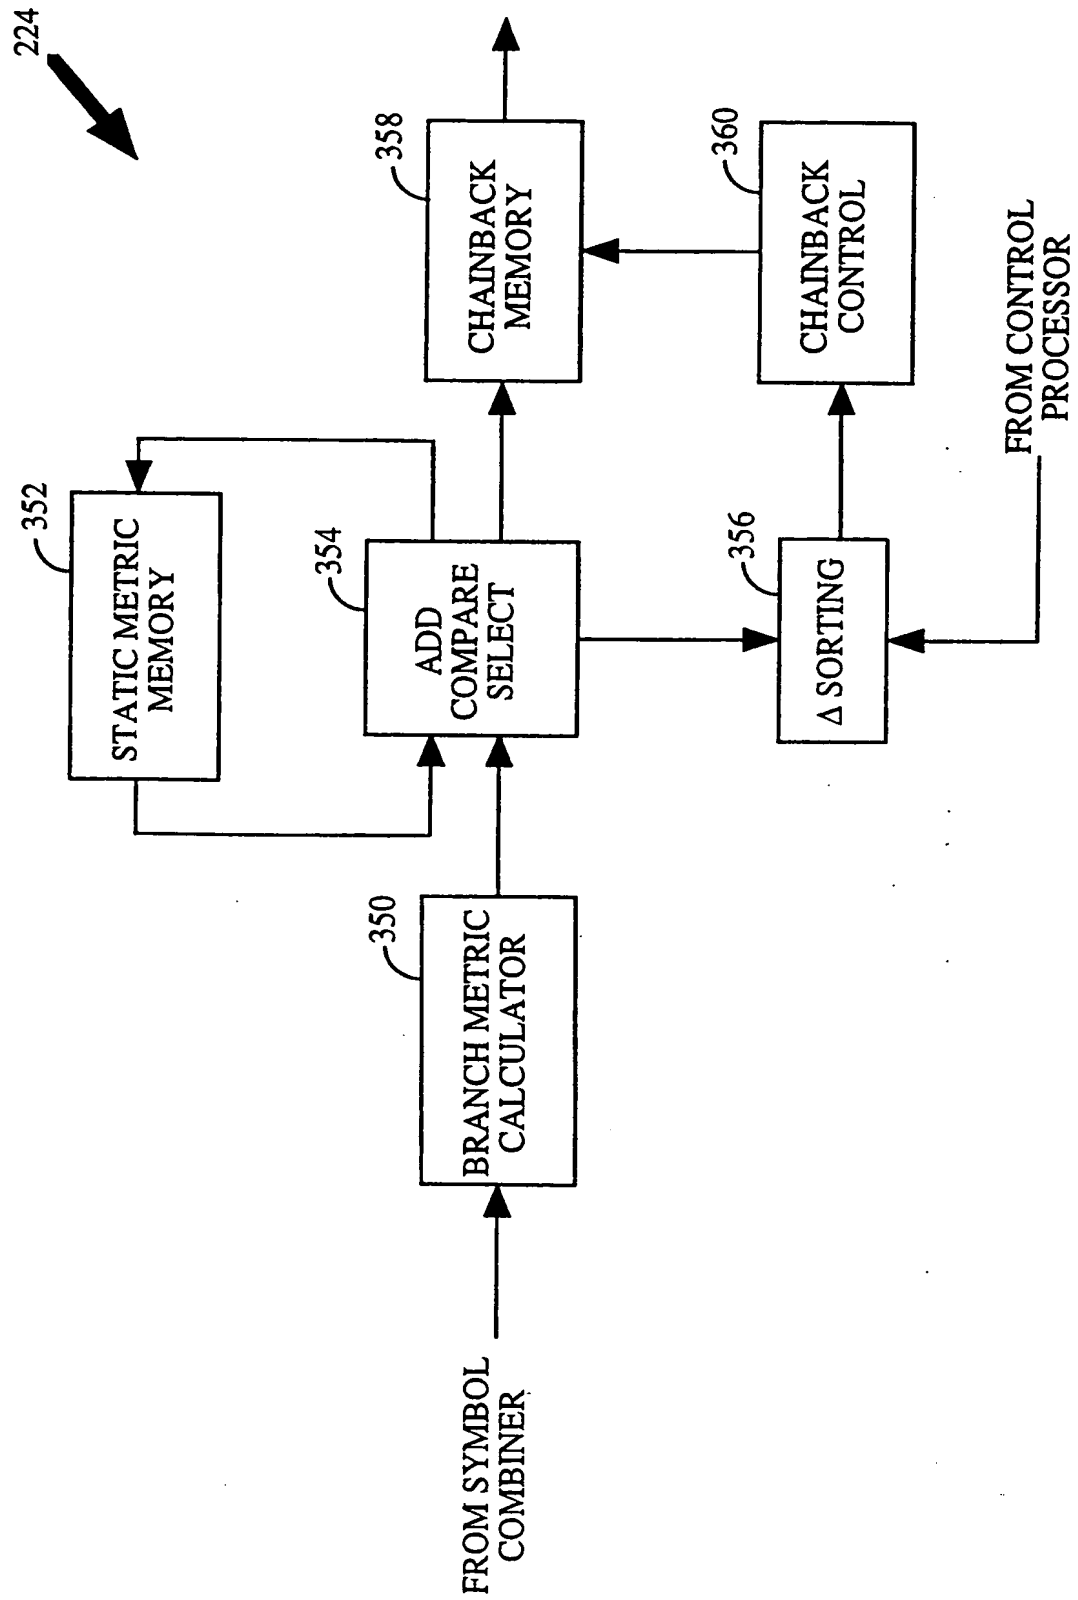 224
352
STATIC METRIC
MEMORY
350
BRANCH METRIC
CALCULATOR
FROM SYMBOL
COMBINER
354
ADD
COMPARE
SELECT
358
CHAINBACK
MEMORY
356
Δ SORTING
360
CHAINBACK
CONTROL
FROM CONTROL
PROCESSOR